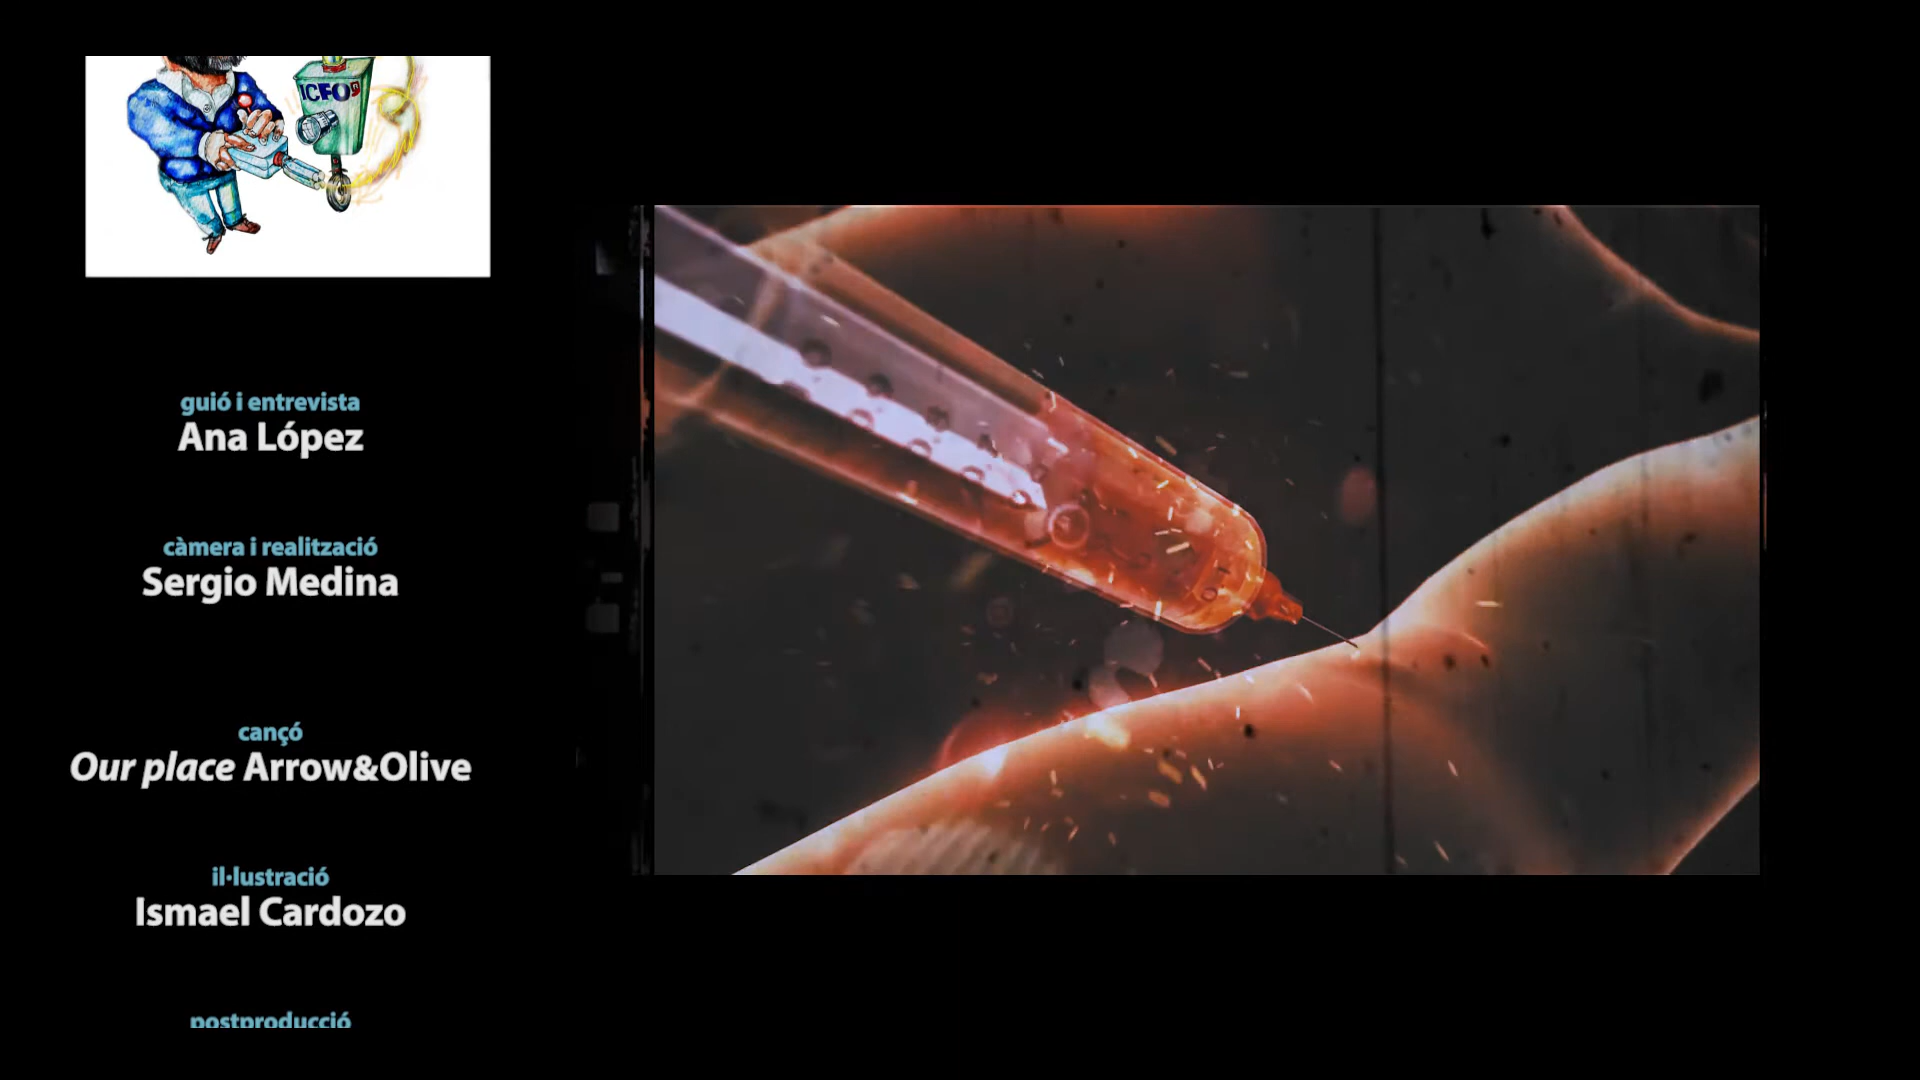 ICFO
guió i entrevista
Ana López
càmera i realització
Sergio Medina
cançó
Our place Arrow&Olive
il·lustració
Ismael Cardozo
postproducció